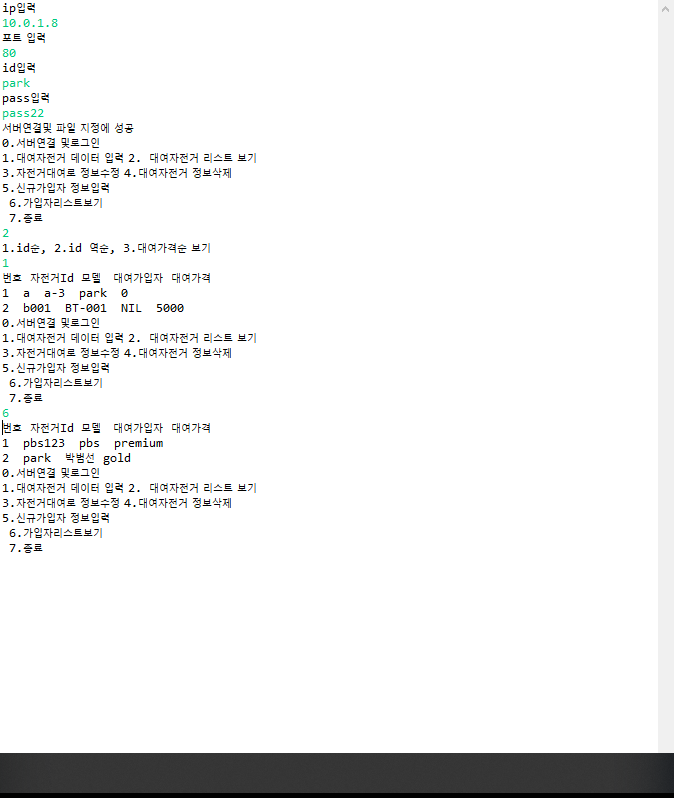 ip입력
10.0.1.8
포트 입력
80
id입력
park
pass입력
pass22
서버연결및 파일 지정에 성공
0.서버연결 및로그인
1.대여자전거 데이터 입력 2. 대여자전거 리스트 보기
3.자전거대여로 정보수정 4.대여자전거 정보삭제
5.신규가입자 정보입력
6.가입자리스트보기
7.종료
2
1.id순, 2.id 역순, 3.대여가격순 보기
1
번호 자전거Id 모델 대여가입자 대여가격
1 a a-3 park 0
2 b001 BT-001 NIL 5000
0.서버연결 및로그인
1.대여자전거 데이터 입력 2. 대여자전거 리스트 보기
3.자전거대여로 정보수정 4.대여자전거 정보삭제
5.신규가입자 정보입력
6.가입자리스트보기
7.종료
6
번호 자전거Id 모델 대여가입자 대여가격
1 pbs123 pbs premium
2 park 박범선 gold
0.서버연결 및로그인
1.대여자전거 데이터 입력 2. 대여자전거 리스트 보기
3.자전거대여로 정보수정 4.대여자전거 정보삭제
5.신규가입자 정보입력
6.가입자리스트보기
7.종료